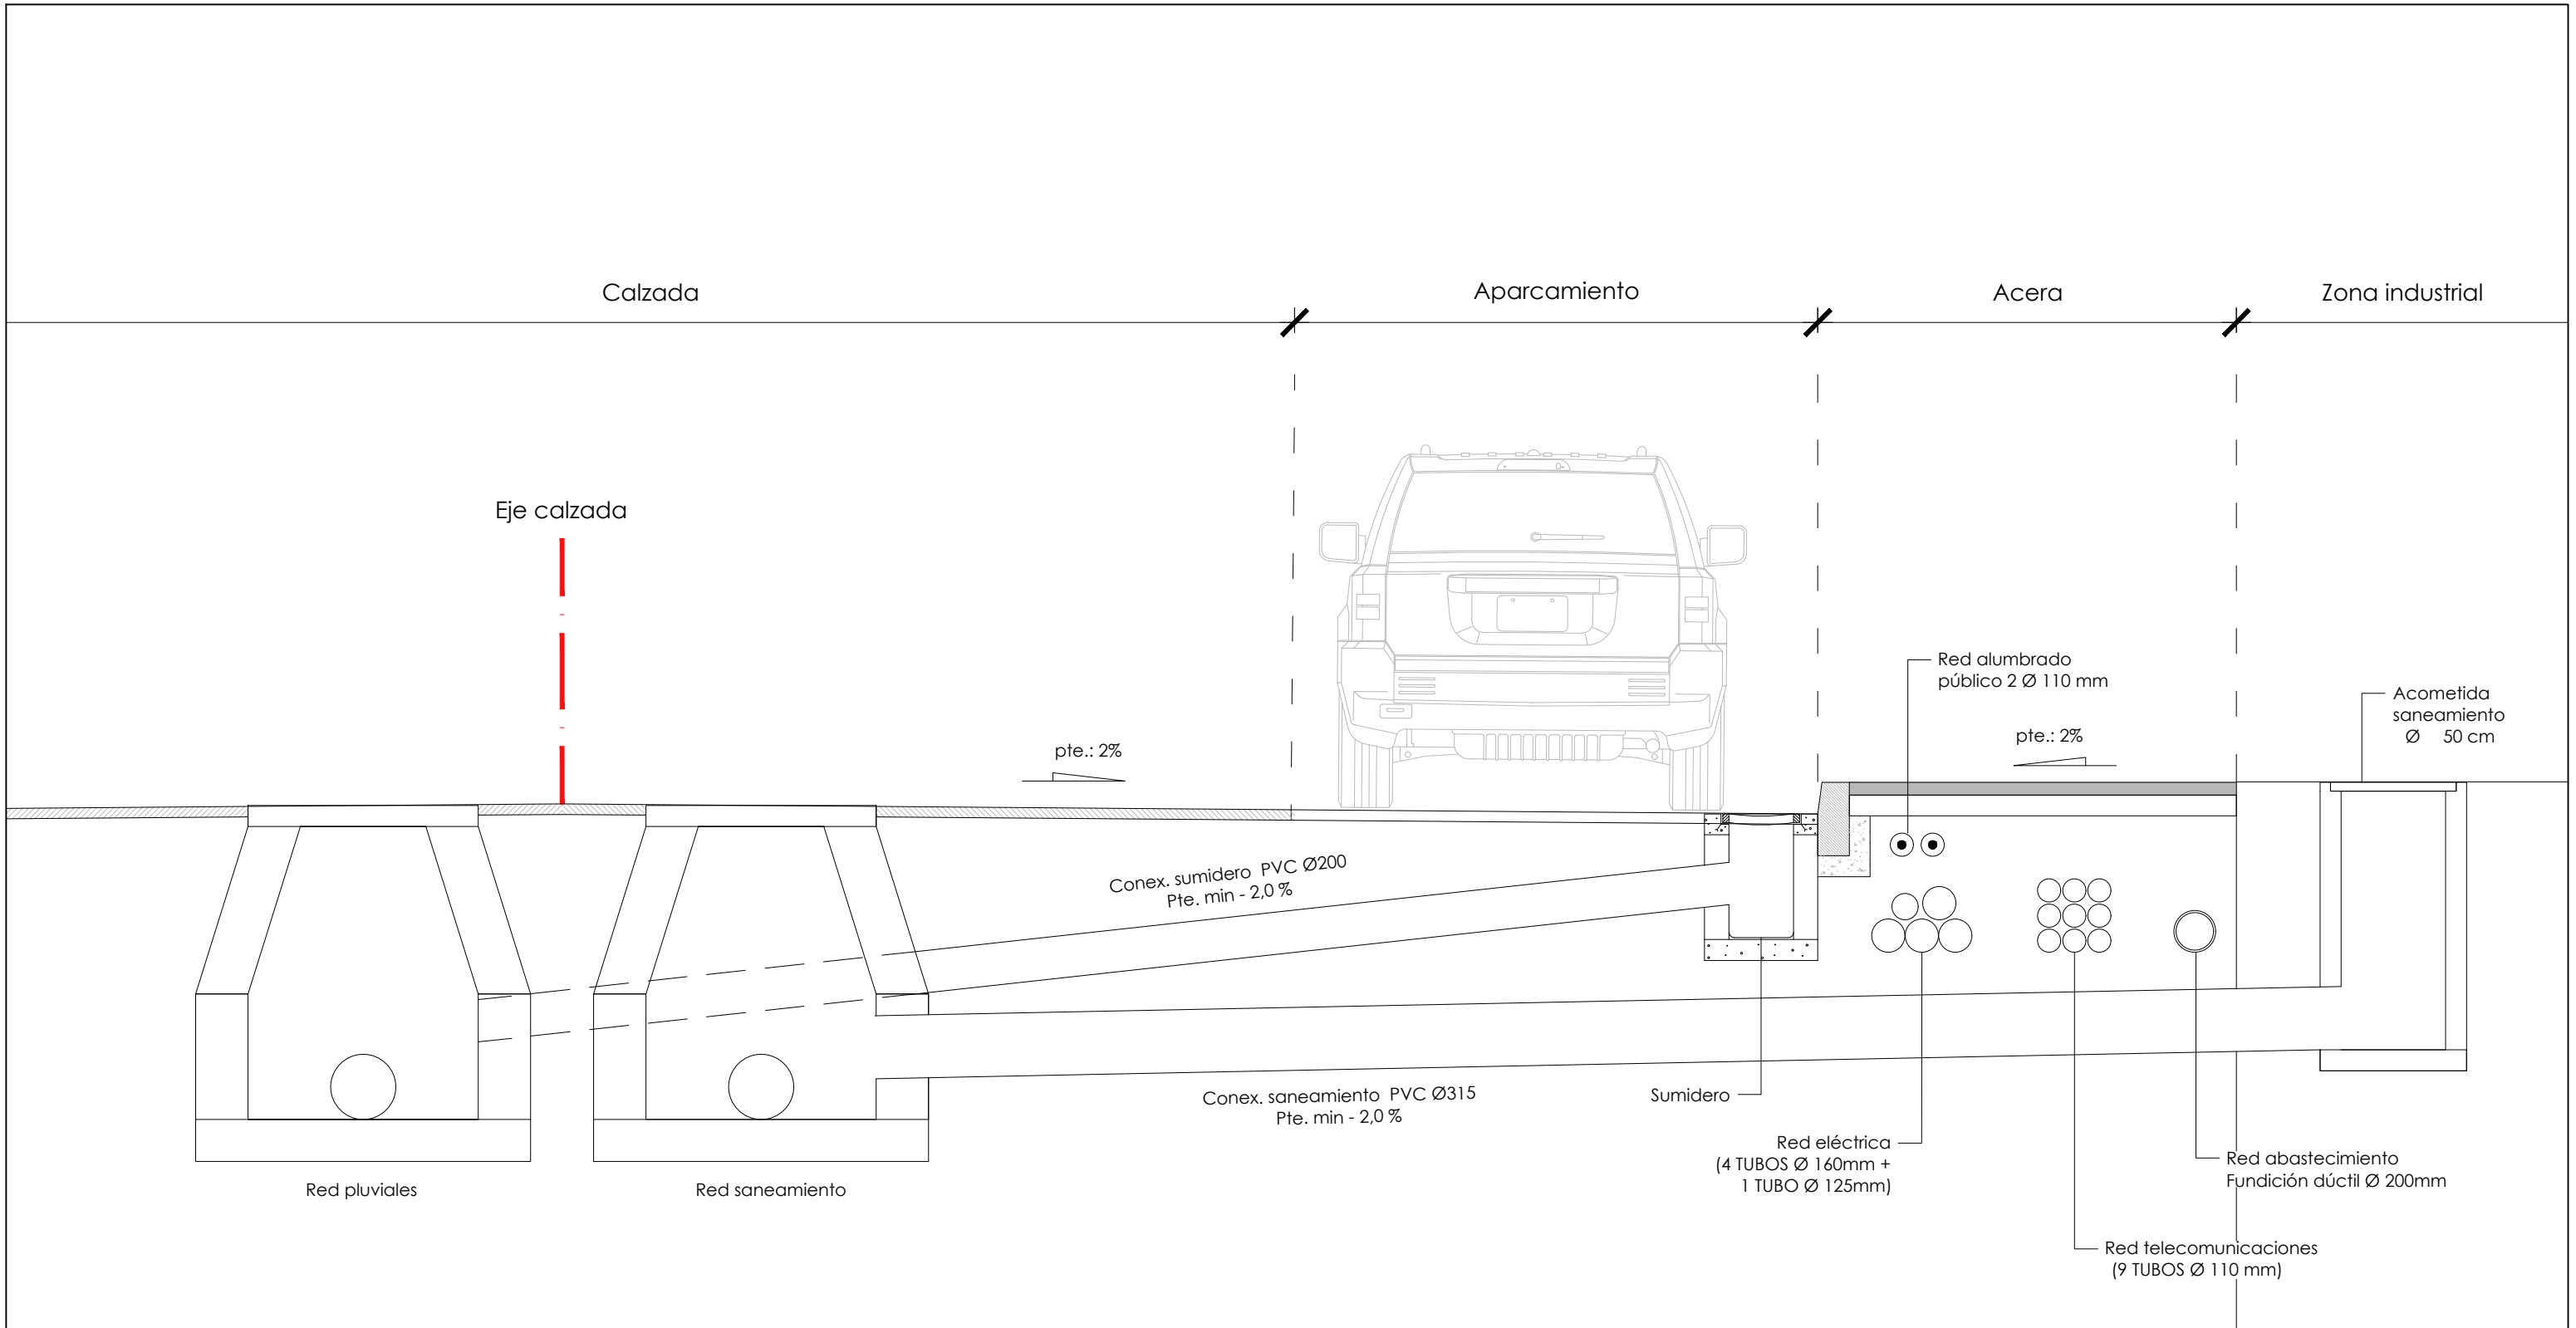 Calzada
Aparcamiento
Acera
Zona industrial
Eje calzada
Red alumbrado
público 2 Ø 110 mm
Acometida
saneamiento
Ø 50 cm
pte.: 2%
pte.: 2%
Conex. sumidero PVC Ø200
Pte. min - 2,0 %
Conex. saneamiento PVC Ø315
Pte. min - 2,0 %
Sumidero
Red eléctrica
(4 TUBOS Ø 160mm +
1 TUBO Ø 125mm)
Red abastecimiento
Fundición dúctil Ø 200mm
Red pluviales
Red saneamiento
Red telecomunicaciones
(9 TUBOS Ø 110 mm)